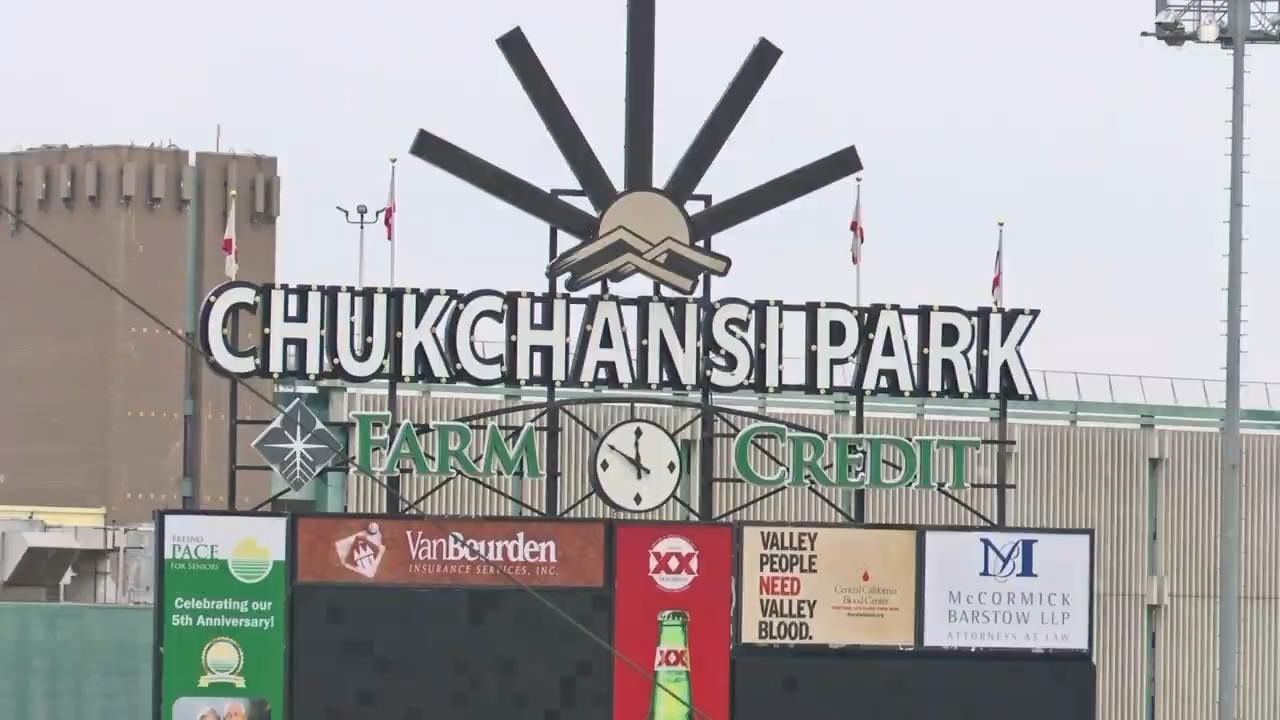 CHUKCHANSI PARK
FARM CREDIT
FRESNO
PACE
FOR SENIORS
Celebrating our
5th Anniversary!
VanBeurden
INSURANCE SERVICES, INC.
XX
XX
VALLEY
PEOPLE
NEED
VALLEY
BLOOD.
Central California
Blood Center
M
McCORMICK
BARSTOW LLP
ATTORNEYS AT LAW